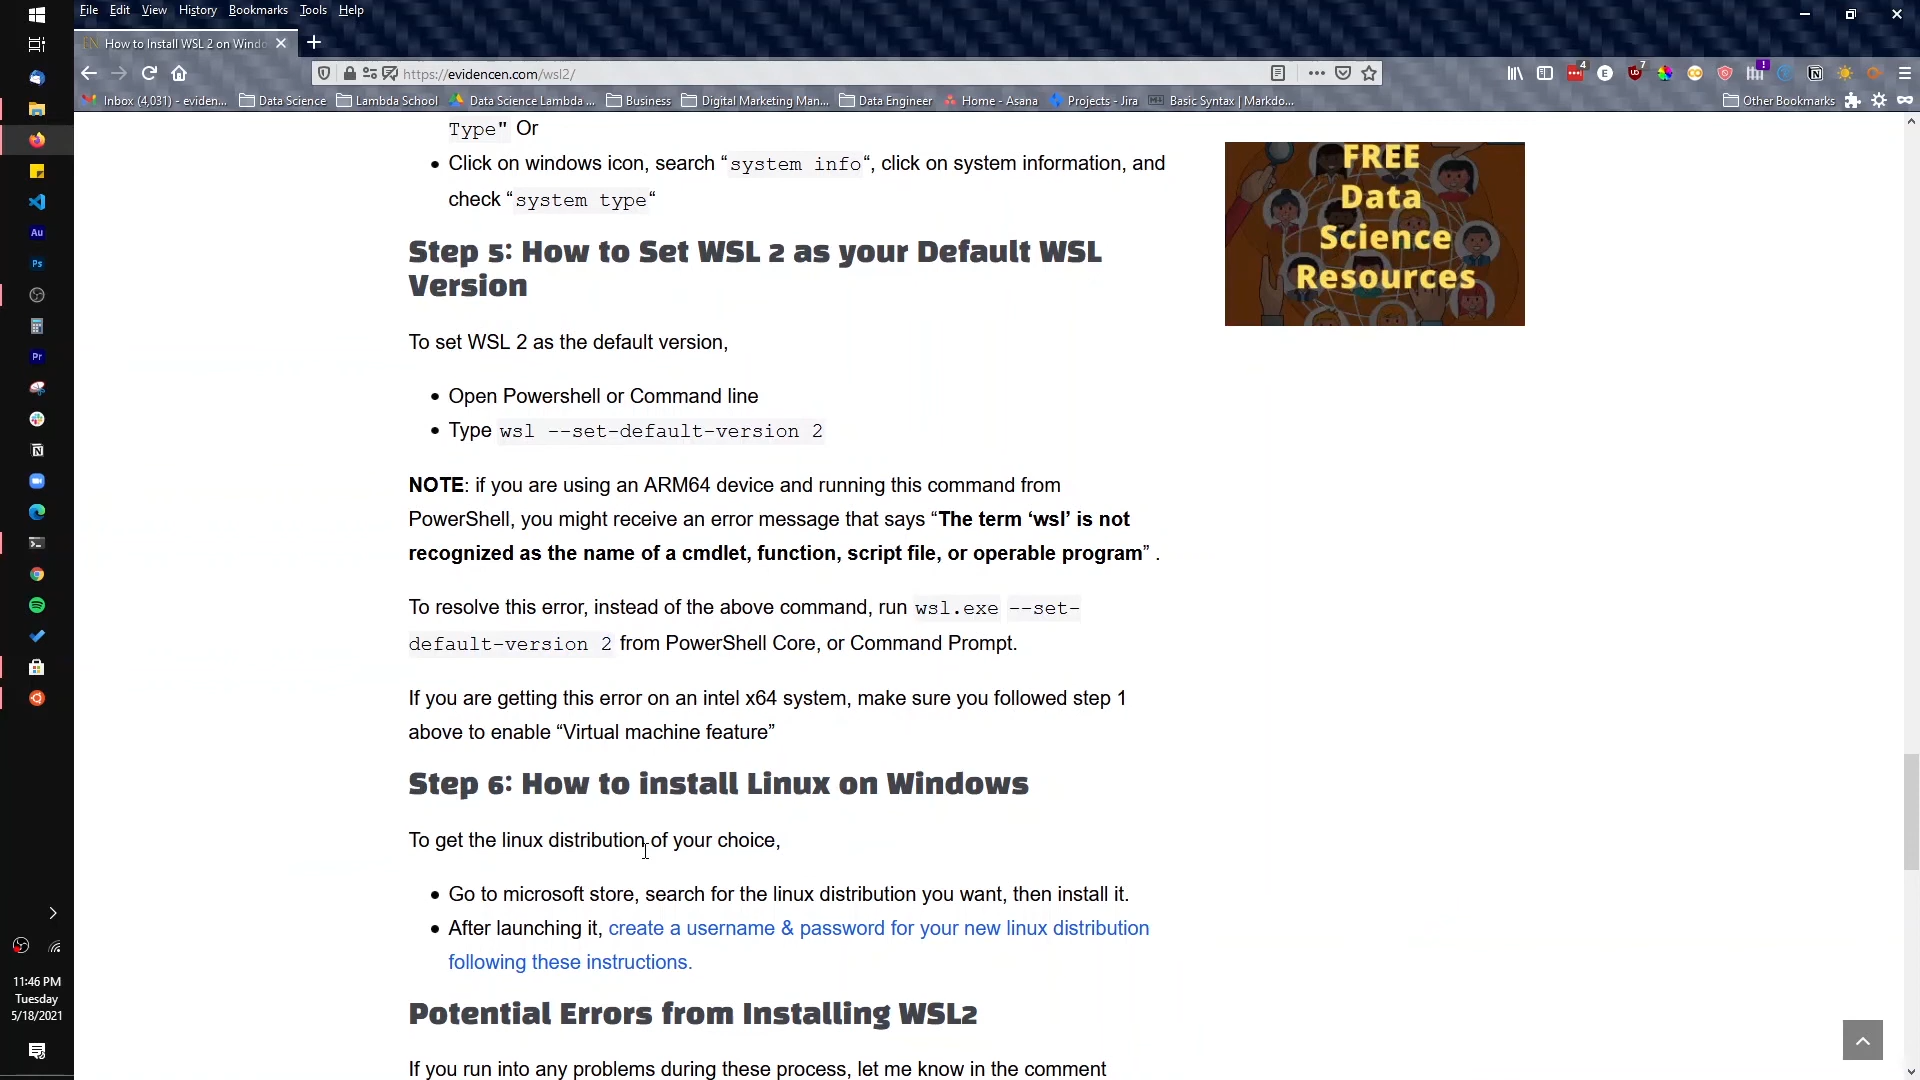 File Edit View History Bookmarks Tools Help
How to Install WSL 2 on Windo
https://evidencen.com/wsl2/
4 E 7 !
Inbox (4,031) - eviden... Data Science Lambda School Data Science Lambda ... Business Digital Marketing Man... Data Engineer Home - Asana Projects - Jira Basic Syntax | Markdo... Other Bookmarks
Type" Or
Click on windows icon, search “system info“, click on system information, and
check “system type“
FREE
Data
Science
Resources
Step 5: How to Set WSL 2 as your Default WSL
Version
To set WSL 2 as the default version,
Open Powershell or Command line
Type wsl --set-default-version 2
NOTE: if you are using an ARM64 device and running this command from
PowerShell, you might receive an error message that says “The term ‘wsl’ is not
recognized as the name of a cmdlet, function, script file, or operable program” .
To resolve this error, instead of the above command, run wsl.exe --set-
default-version 2 from PowerShell Core, or Command Prompt.
If you are getting this error on an intel x64 system, make sure you followed step 1
above to enable “Virtual machine feature”
Step 6: How to install Linux on Windows
To get the linux distribution of your choice,
Go to microsoft store, search for the linux distribution you want, then install it.
After launching it, create a username & password for your new linux distribution
following these instructions.
Potential Errors from Installing WSL2
If you run into any problems during these process, let me know in the comment
Au
Ps
Pr
11:46 PM
Tuesday
5/18/2021